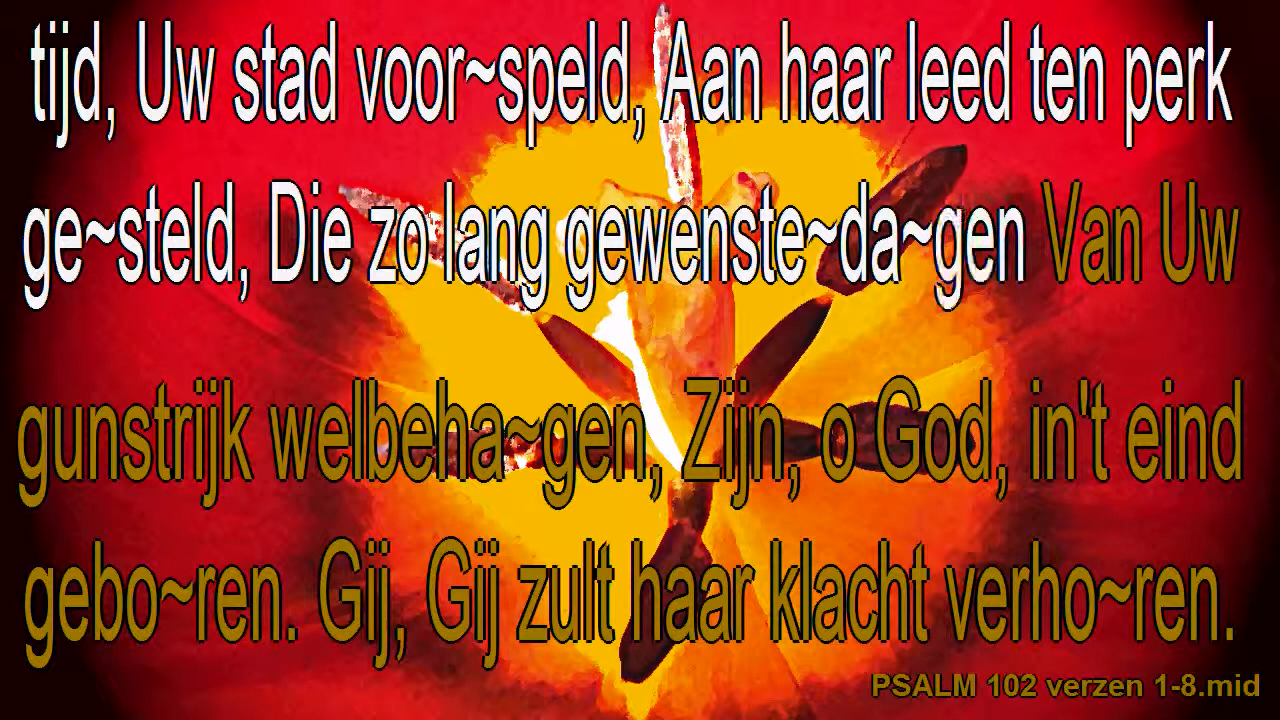 tijd, Uw stad voor~speld, Aan haar leed ten perk
ge~steld, Die zo lang gewenste~da~gen Van Uw
gunstrijk welbeha~gen, Zijn, o God, in't eind
gebo~ren. Gij, Gij zult haar klacht verho~ren.
PSALM 102 verzen 1-8.mid